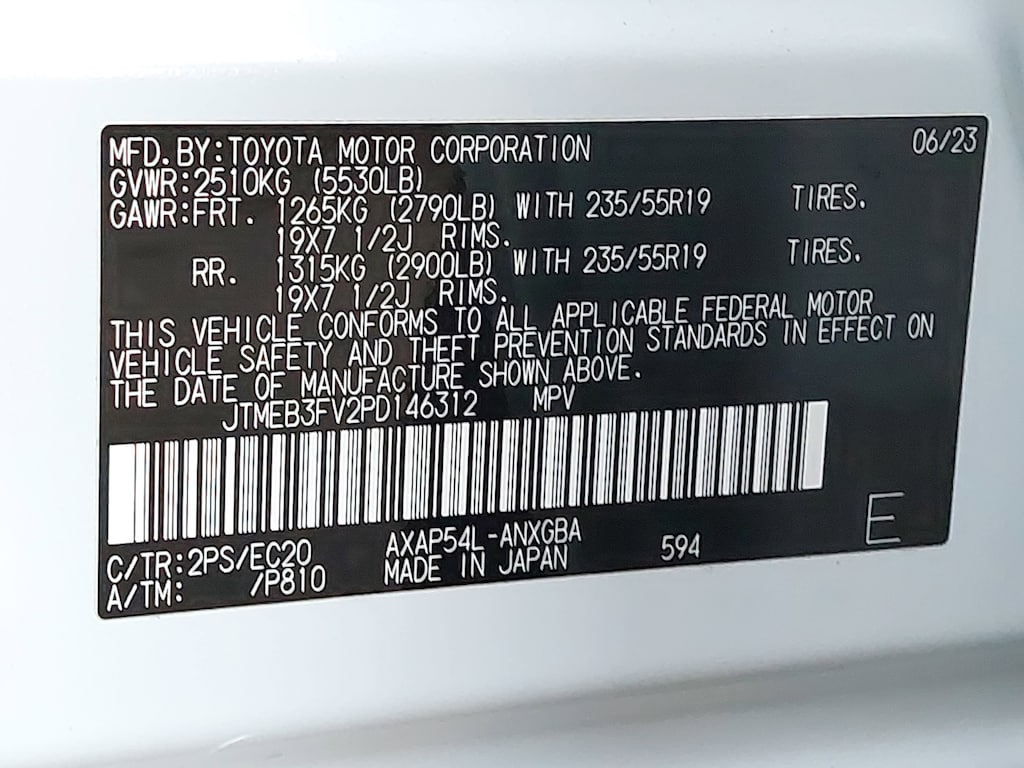 MFD.BY:TOYOTA MOTOR CORPORATION 06/23
GVWR:2510KG (5530LB)
GAWR:FRT. 1265KG (2790LB) WITH 235/55R19 TIRES.
19X7 1/2J RIMS.
RR. 1315KG (2900LB) WITH 235/55R19 TIRES.
19X7 1/2J RIMS.
THIS VEHICLE CONFORMS TO ALL APPLICABLE FEDERAL MOTOR
VEHICLE SAFETY AND THEFT PREVENTION STANDARDS IN EFFECT ON
THE DATE OF MANUFACTURE SHOWN ABOVE.
JTMEB3FV2PD146312 MPV
C/TR:2PS/EC20 AXAP54L-ANXGBA 594 E
A/TM: /P810 MADE IN JAPAN